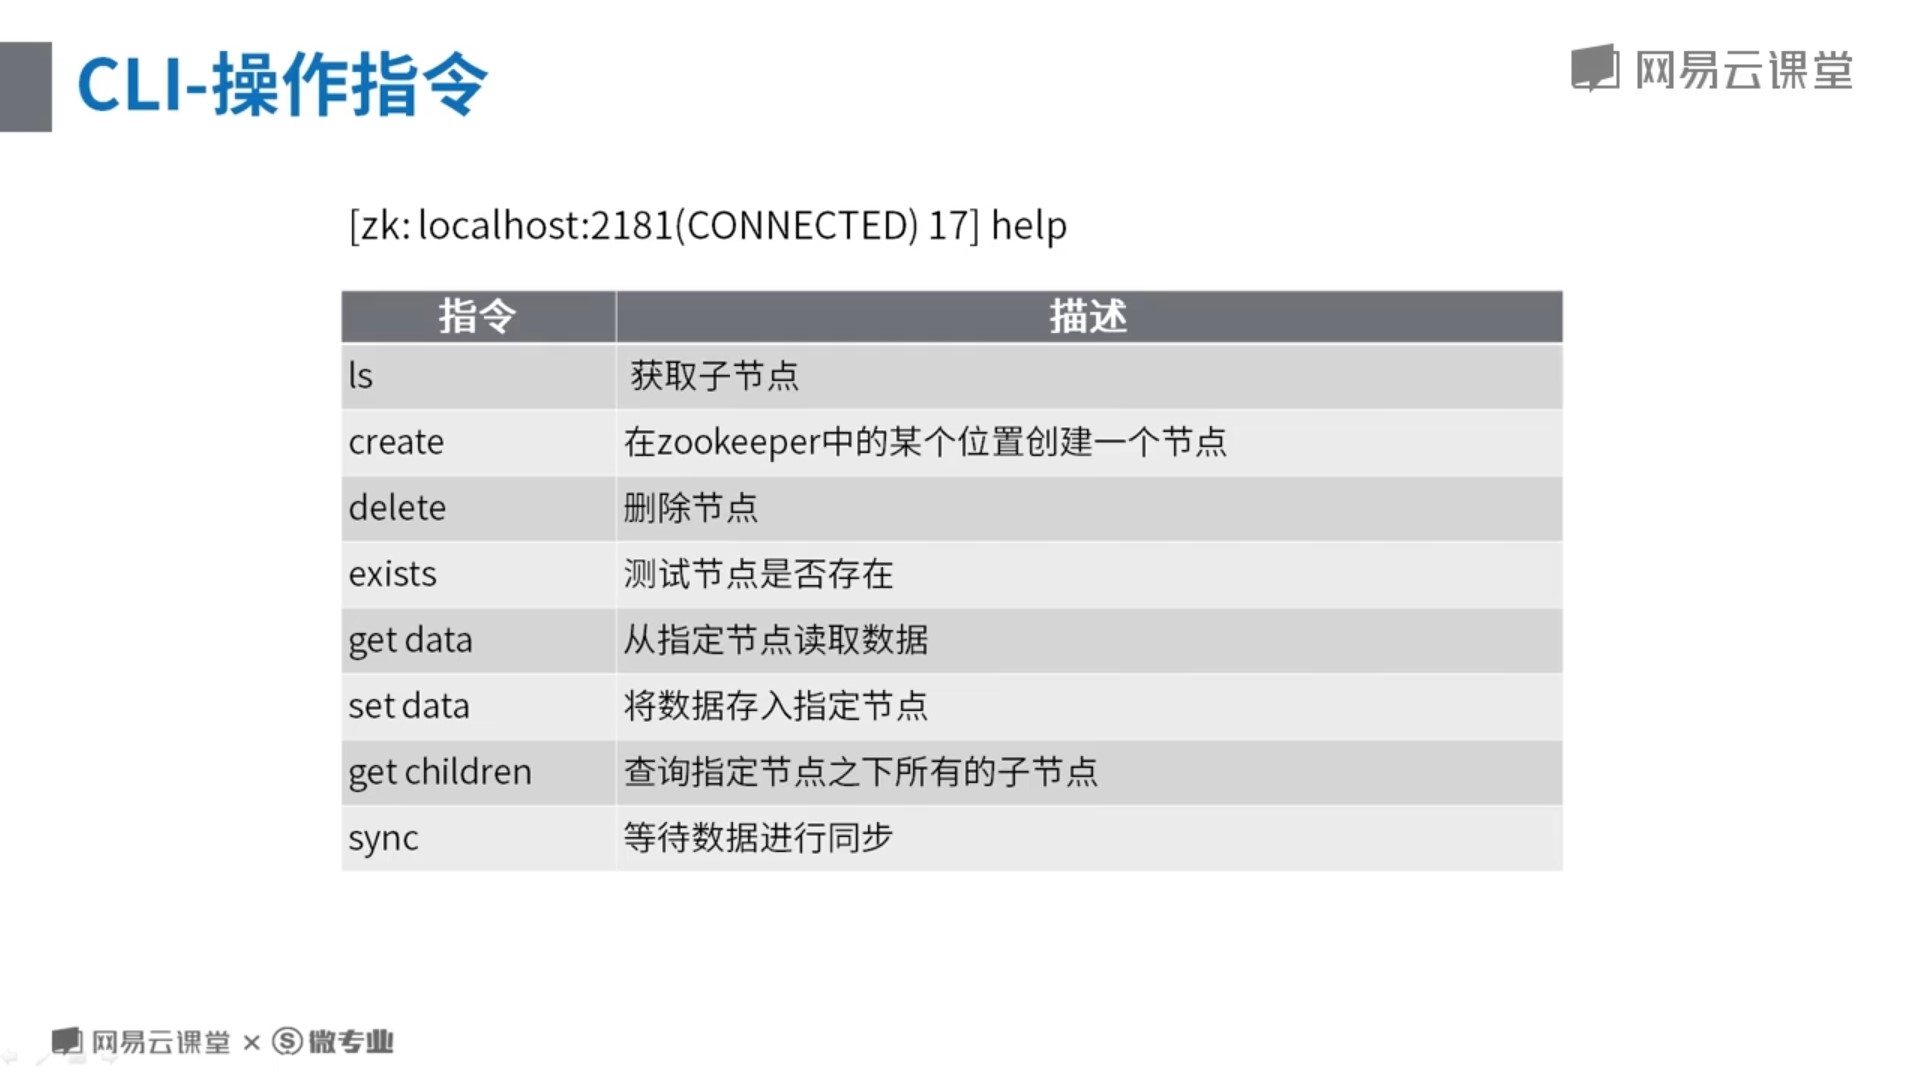 CLI-操作指令
网易云课堂
[zk: localhost:2181(CONNECTED) 17] help
指令 描述
ls 获取子节点
create 在zookeeper中的某个位置创建一个节点
delete 删除节点
exists 测试节点是否存在
get data 从指定节点读取数据
set data 将数据存入指定节点
get children 查询指定节点之下所有的子节点
sync 等待数据进行同步
网易云课堂 × S 微专业